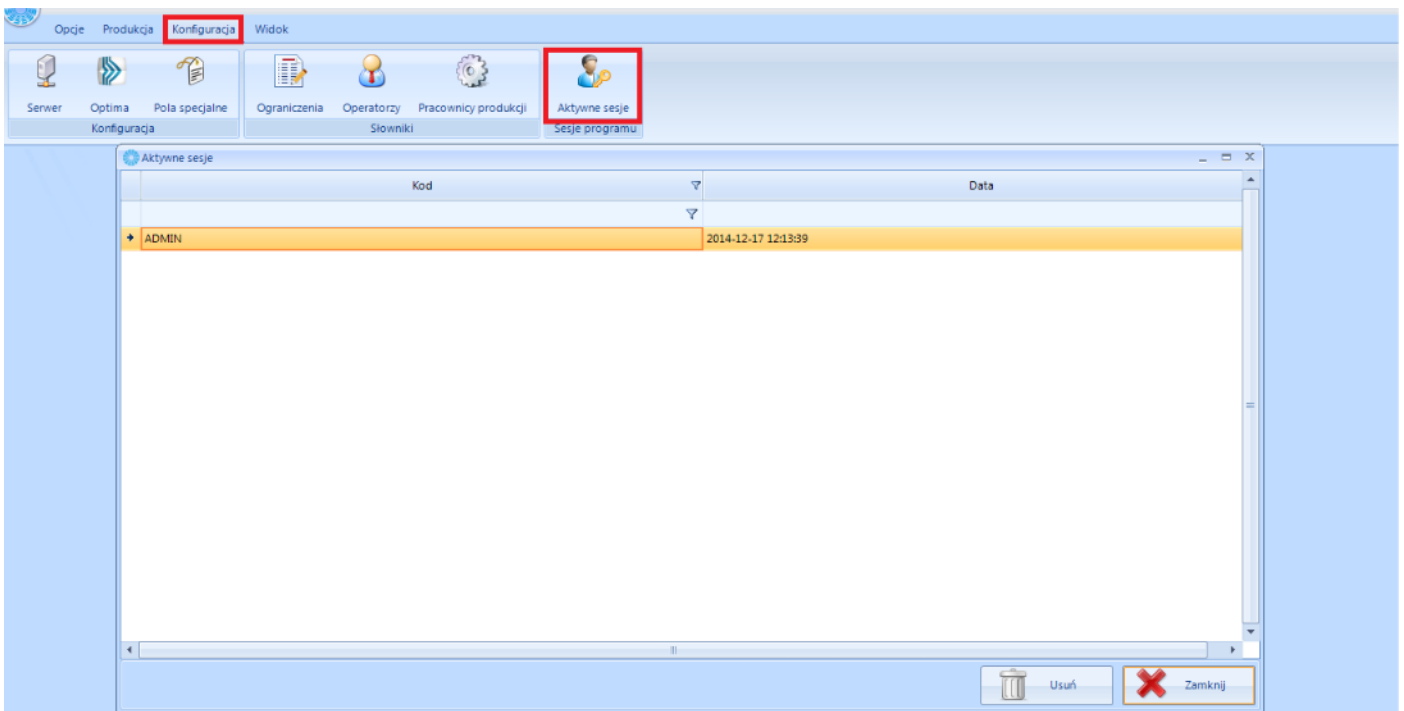 Opcje Produkcja Konfiguracja Widok
Serwer Optima Pola specjalne Ograniczenia Operatorzy Pracownicy produkcji Aktywne sesje
Konfiguracja Słowniki Sesje programu
Aktywne sesje
Kod Data
ADMIN 2014-12-17 12:13:39
Usuń Zamknij